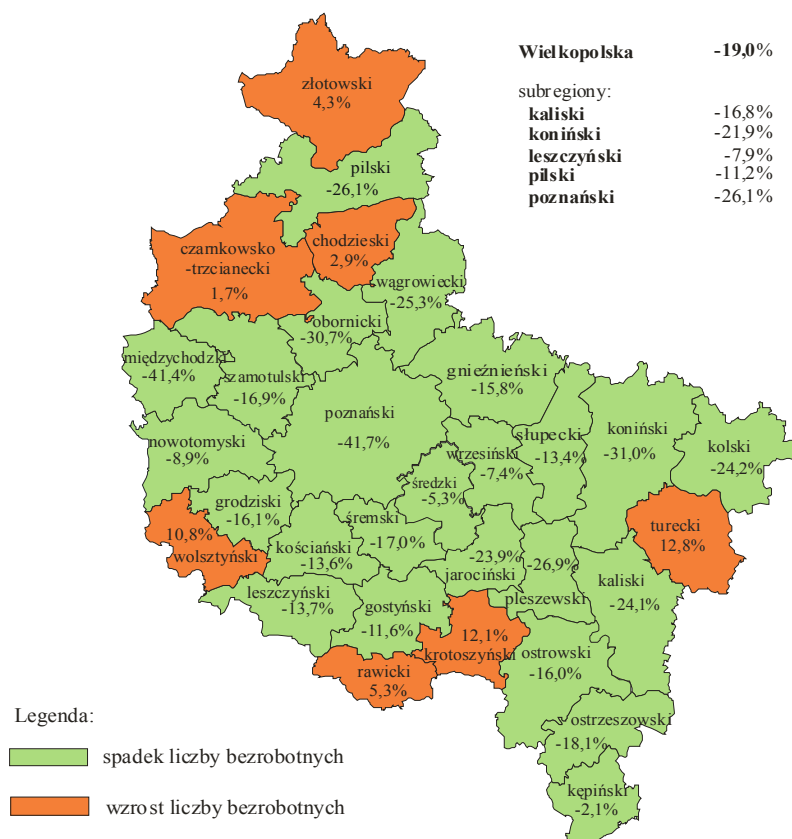 Wielkopolska -19,0%
subregiony:
kaliski -16,8%
koniński -21,9%
leszczyński -7,9%
pilski -11,2%
poznański -26,1%
złotowski
4,3%
pilski
-26,1%
czarnkowsko
-trzcianecki
1,7%
chodzieski
2,9%
wągrowiecki
-25,3%
obornicki
-30,7%
międzychodzki
-41,4%
szamotulski
-16,9%
poznański
-41,7%
gnieźnieński
-15,8%
słupecki
-13,4%
koniński
-31,0%
kolski
-24,2%
nowotomyski
-8,9%
wrzesiński
-7,4%
średzki
-5,3%
grodziski
-16,1%
10,8%
wolsztyński
kościański
-13,6%
śremski
-17,0%
-23,9%
jarociński
-26,9%
pleszewski
turecki
12,8%
kaliski
-24,1%
leszczyński
-13,7%
gostyński
-11,6%
12,1%
krotoszyński
rawicki
5,3%
ostrowski
-16,0%
ostrzeszowski
-18,1%
kępiński
-2,1%
Legenda:
spadek liczby bezrobotnych
wzrost liczby bezrobotnych